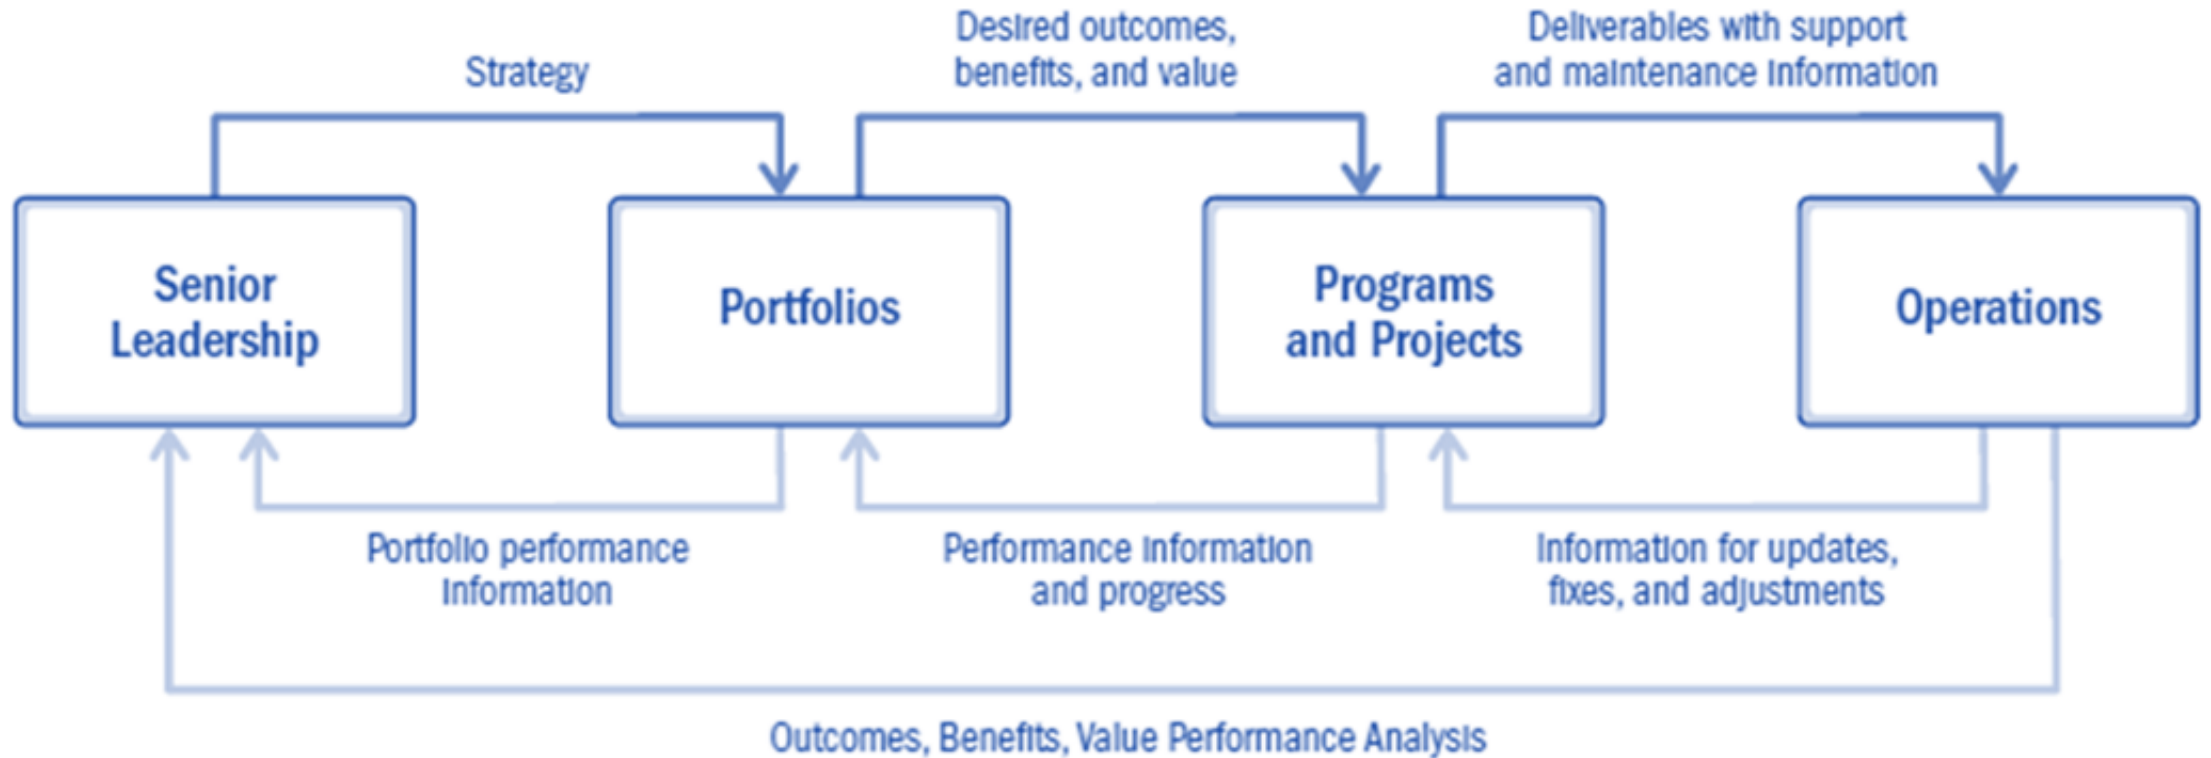 Strategy
Desired outcomes,
benefits, and value
Deliverables with support
and maintenance information
Senior
Leadership
Portfolios
Programs
and Projects
Operations
Portfolio performance
information
Performance information
and progress
Information for updates,
fixes, and adjustments
Outcomes, Benefits, Value Performance Analysis